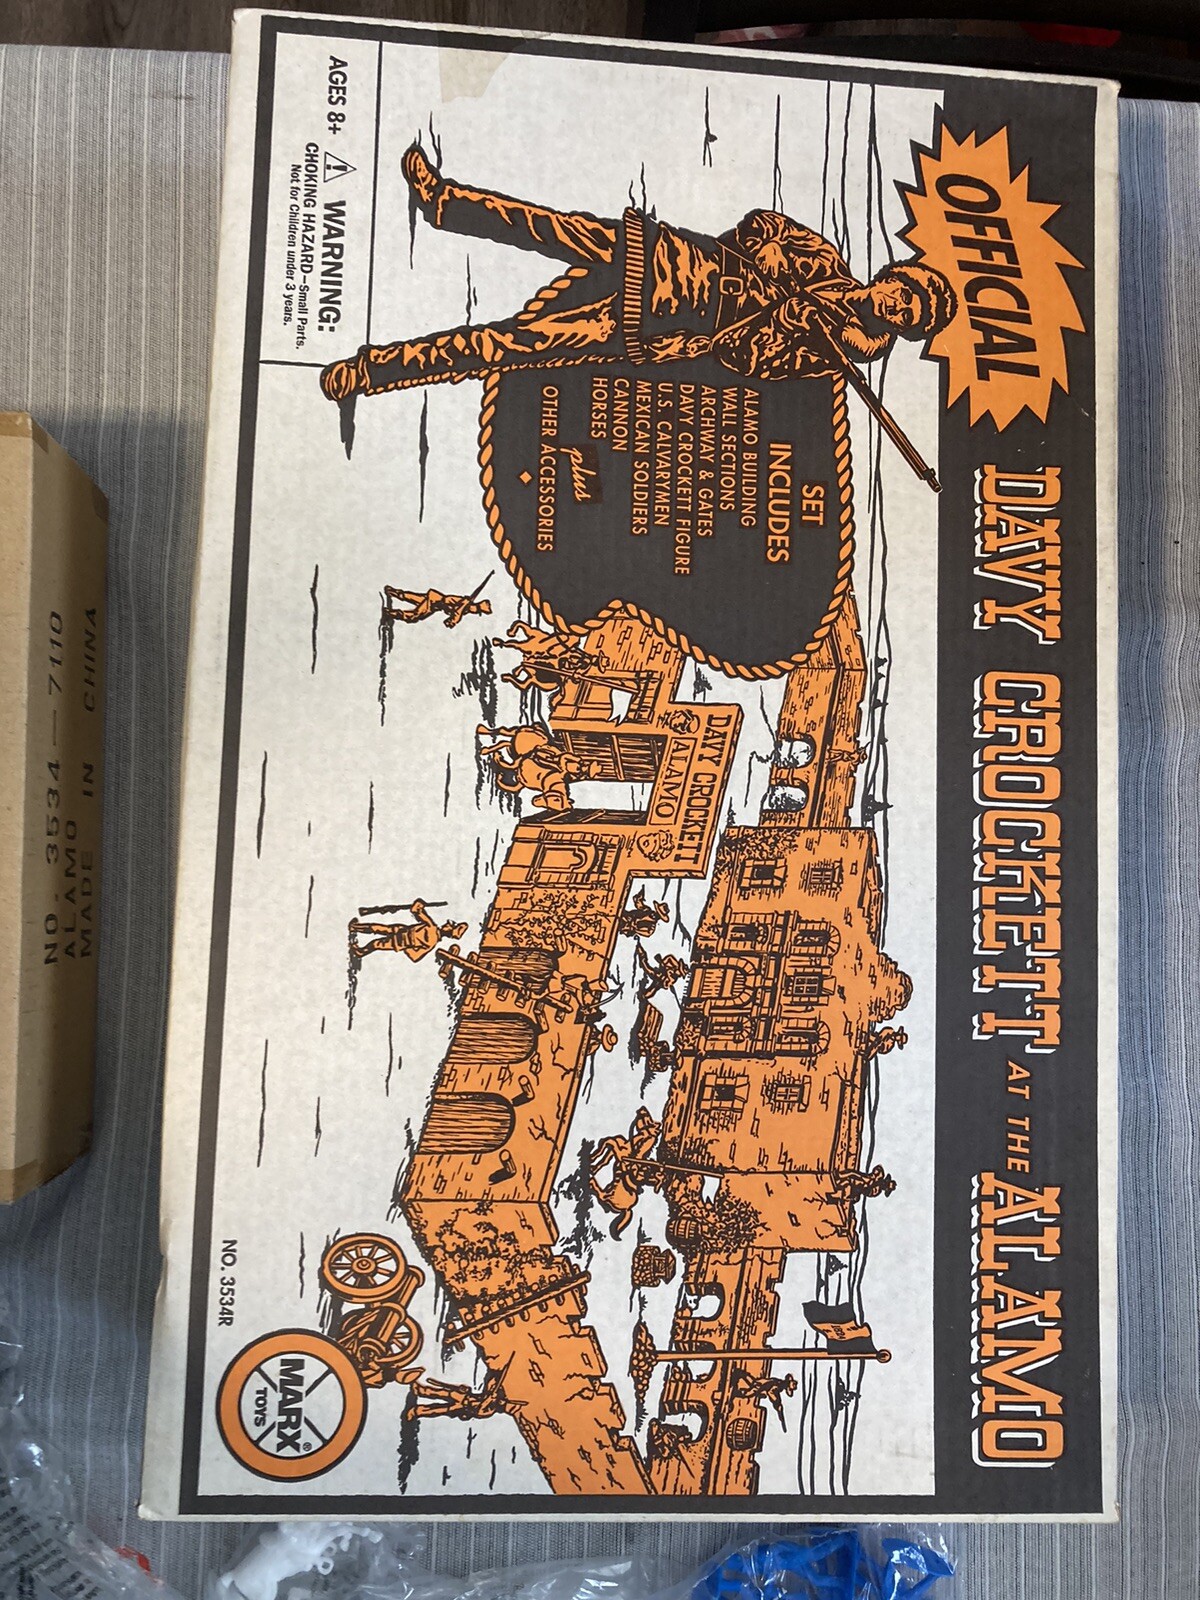 OFFICIAL
DAVY CROCKETT AT THE ALAMO
SET
INCLUDES
ALAMO BUILDING
WALL SECTIONS
ARCHWAY & GATES
DAVY CROCKETT FIGURE
U.S. CALVARYMEN
MEXICAN SOLDIERS
CANNON
HORSES
plus
OTHER ACCESSORIES
DAVY CROCKETT
ALAMO
AGES 8+
WARNING:
CHOKING HAZARD-Small Parts.
Not for Children under 3 years.
NO. 3534R
MARX®
TOYS
NO. 3534-7110
ALAMO
MADE IN CHINA